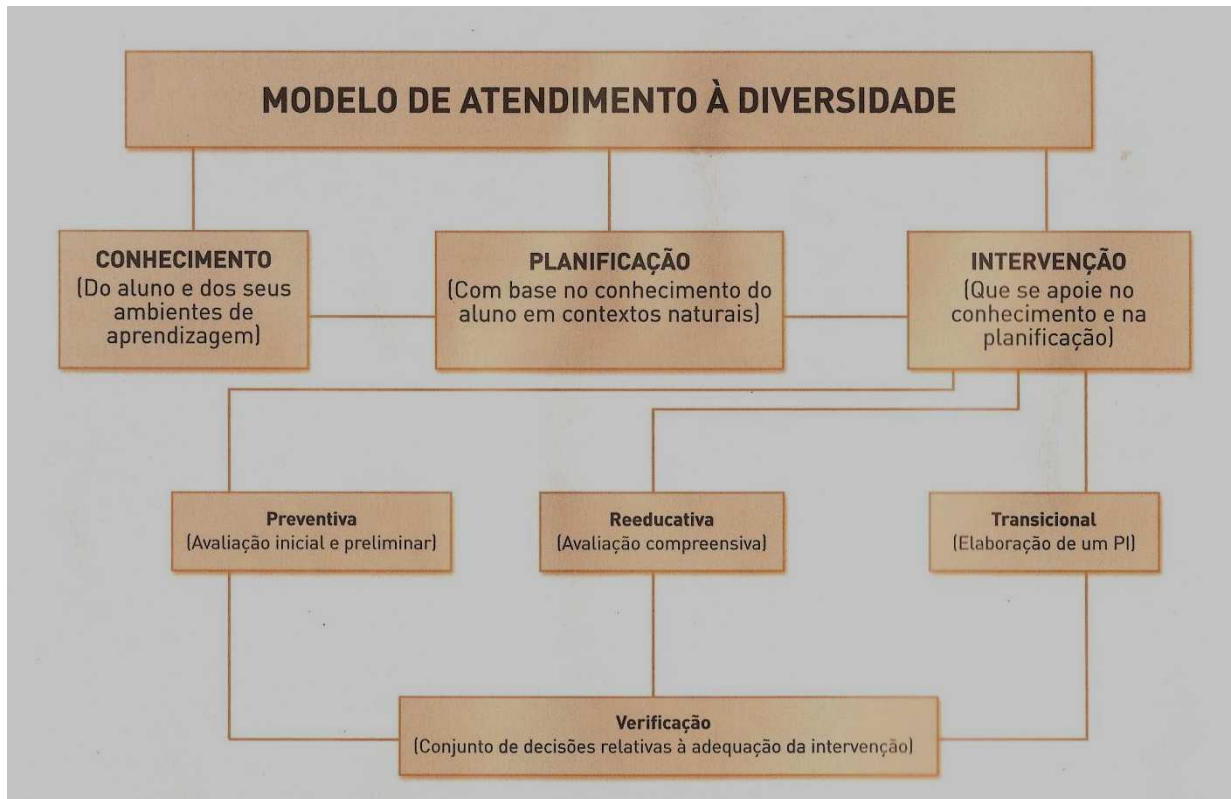 MODELO DE ATENDIMENTO À DIVERSIDADE
CONHECIMENTO
(Do aluno e dos seus
ambientes de
aprendizagem)
PLANIFICAÇÃO
(Com base no conhecimento do
aluno em contextos naturais)
INTERVENÇÃO
(Que se apoie no
conhecimento e na
planificação)
Preventiva
(Avaliação inicial e preliminar)
Reeducativa
(Avaliação compreensiva)
Transicional
(Elaboração de um PI)
Verificação
(Conjunto de decisões relativas à adequação da intervenção)